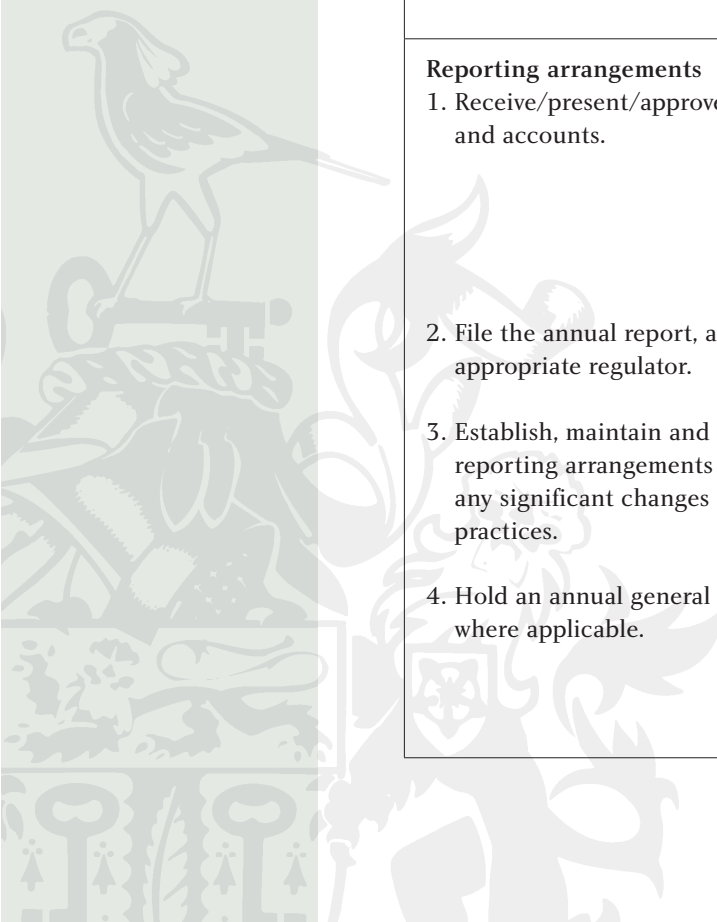 Reporting arrangements
1. Receive/present/approve
and accounts.
2. File the annual report, a
appropriate regulator.
3. Establish, maintain and
reporting arrangements
any significant changes
practices.
4. Hold an annual general
where applicable.